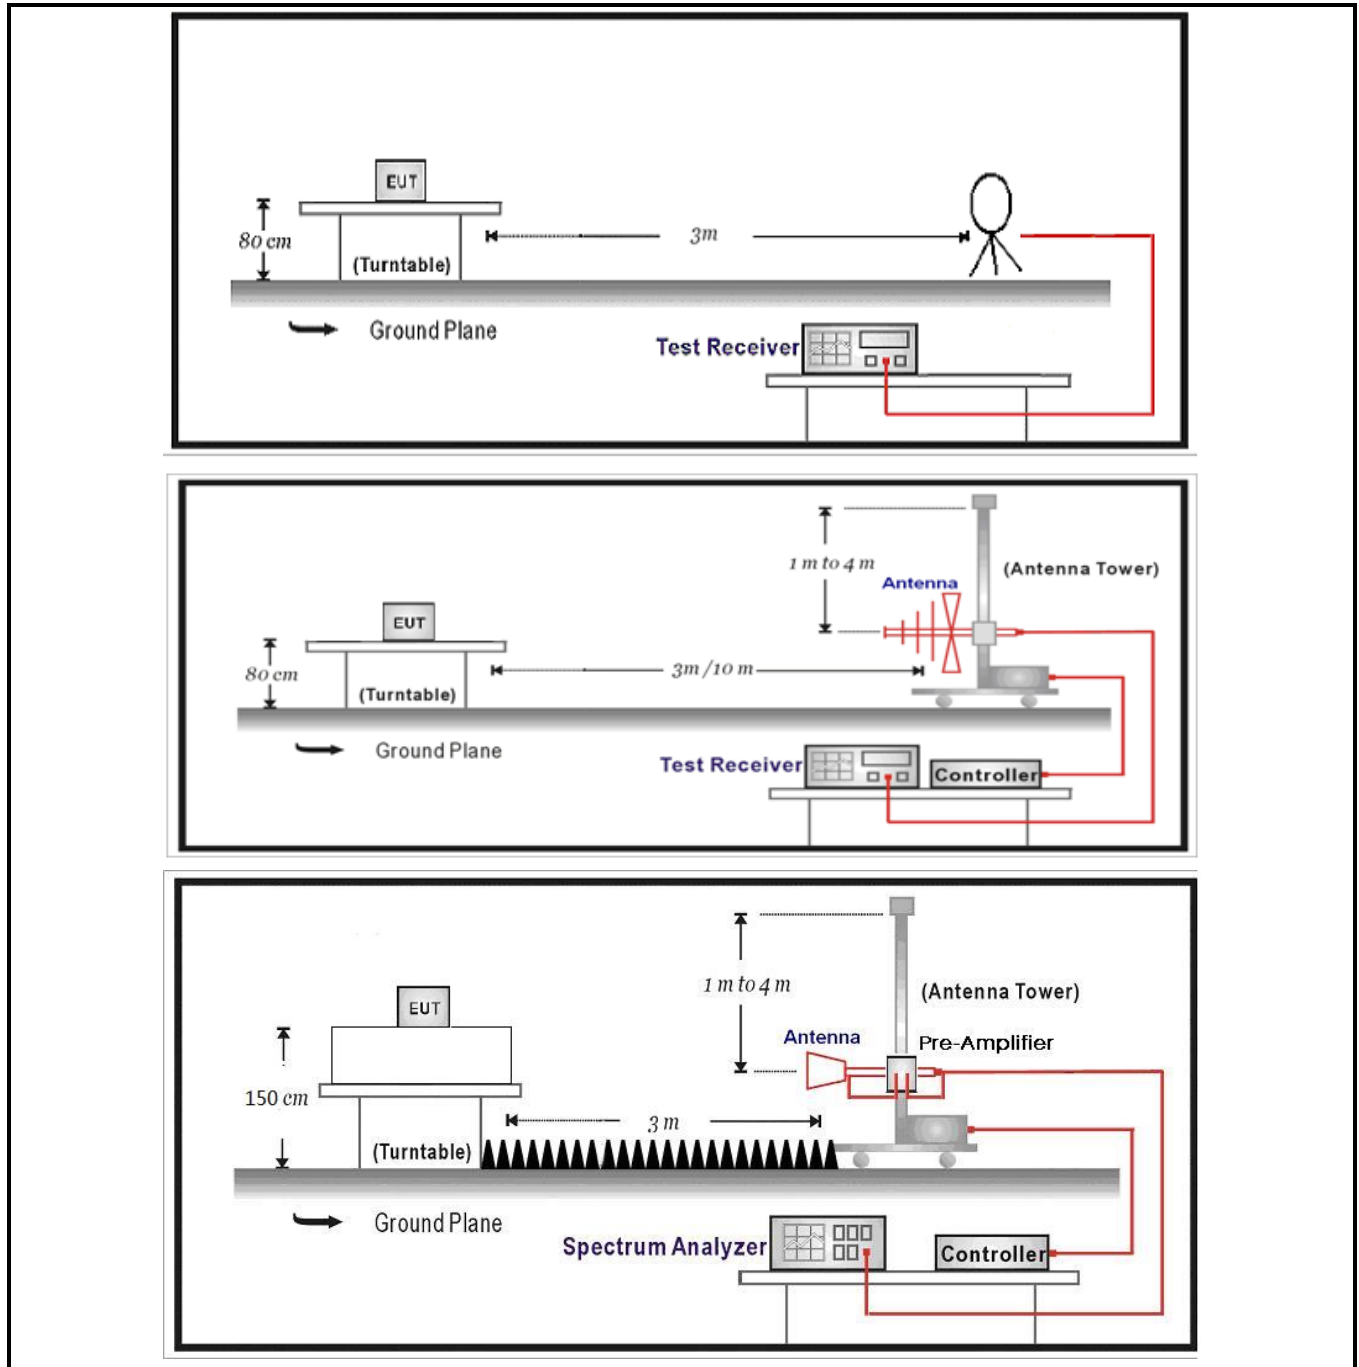 EUT
80 cm
3m
(Turntable)
Ground Plane
Test Receiver
1 m to 4 m
(Antenna Tower)
Antenna
EUT
80 cm
3m /10 m
(Turntable)
Ground Plane
Test Receiver
Controller
1 m to 4 m
(Antenna Tower)
EUT
Antenna
Pre-Amplifier
150 cm
3 m
(Turntable)
Ground Plane
Spectrum Analyzer
Controller